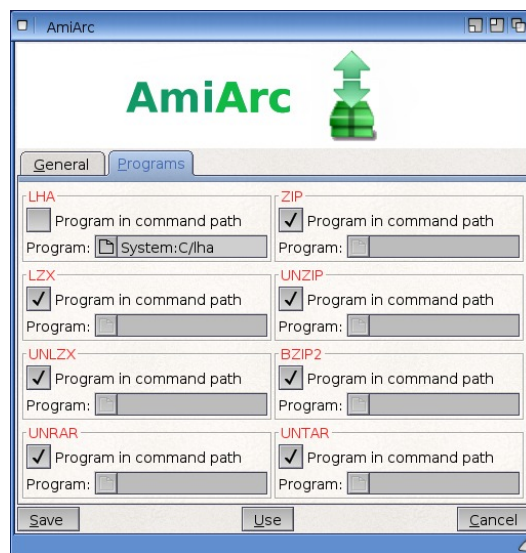 AmiArc
AmiArc
General Programs
LHA
Program in command path
Program: System:C/lha
ZIP
Program in command path
Program:
LZX
Program in command path
Program:
UNZIP
Program in command path
Program:
UNLZX
Program in command path
Program:
BZIP2
Program in command path
Program:
UNRAR
Program in command path
Program:
UNTAR
Program in command path
Program:
Save Use Cancel